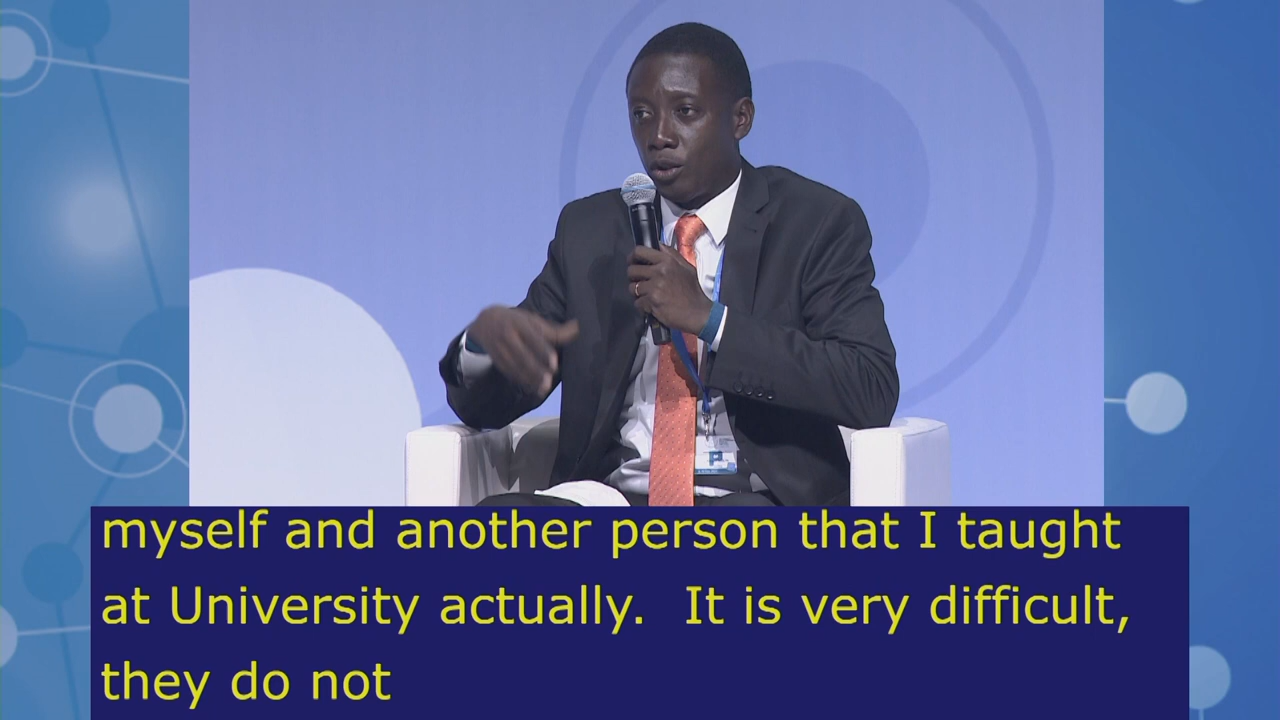 myself and another person that I taught
at University actually.  It is very difficult,
they do not